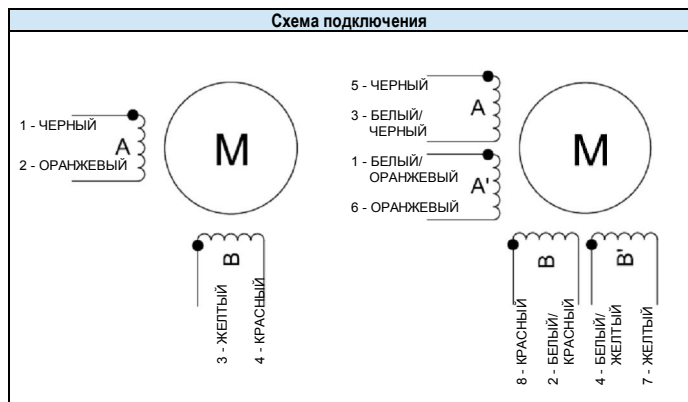 Схема подключения
1 - ЧЕРНЫЙ
A
2 - ОРАНЖЕВЫЙ
M
B
3 - ЖЕЛТЫЙ
4 - КРАСНЫЙ
5 - ЧЕРНЫЙ
A
3 - БЕЛЫЙ/
ЧЕРНЫЙ
1 - БЕЛЫЙ/
ОРАНЖЕВЫЙ
A'
6 - ОРАНЖЕВЫЙ
M
B
B'
8 - КРАСНЫЙ
2 - БЕЛЫЙ/
КРАСНЫЙ
4 - БЕЛЫЙ/
ЖЕЛТЫЙ
7 - ЖЕЛТЫЙ